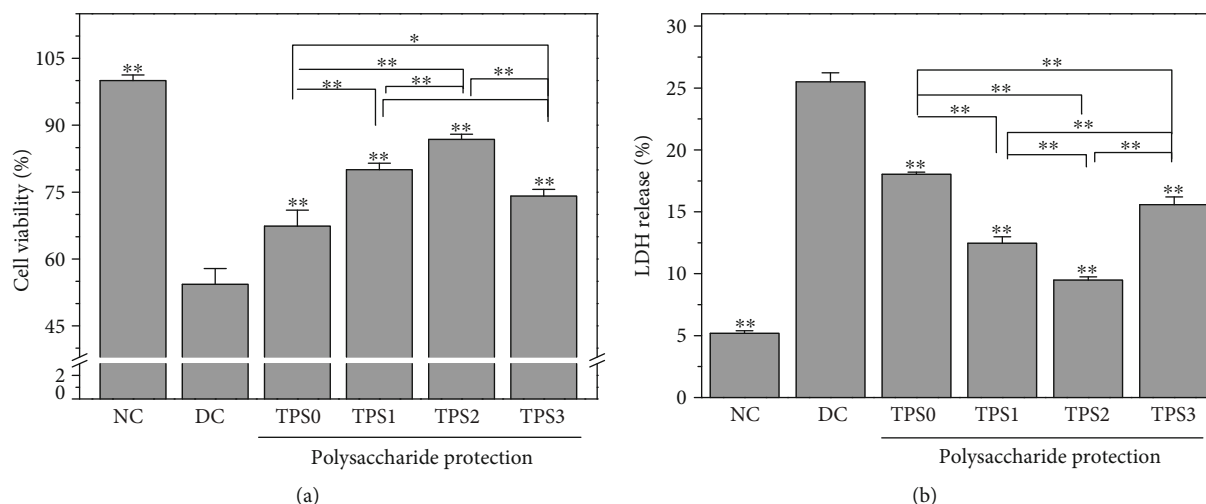 105
90
75
60
45
2
0
Cell viability (%)
**
**
**
**
**
*
**
**
**
**
NC
DC
TPS0
TPS1
TPS2
TPS3
Polysaccharide protection
(a)
30
25
20
15
10
5
0
LDH release (%)
**
**
**
**
**
**
**
**
**
**
**
NC
DC
TPS0
TPS1
TPS2
TPS3
Polysaccharide protection
(b)